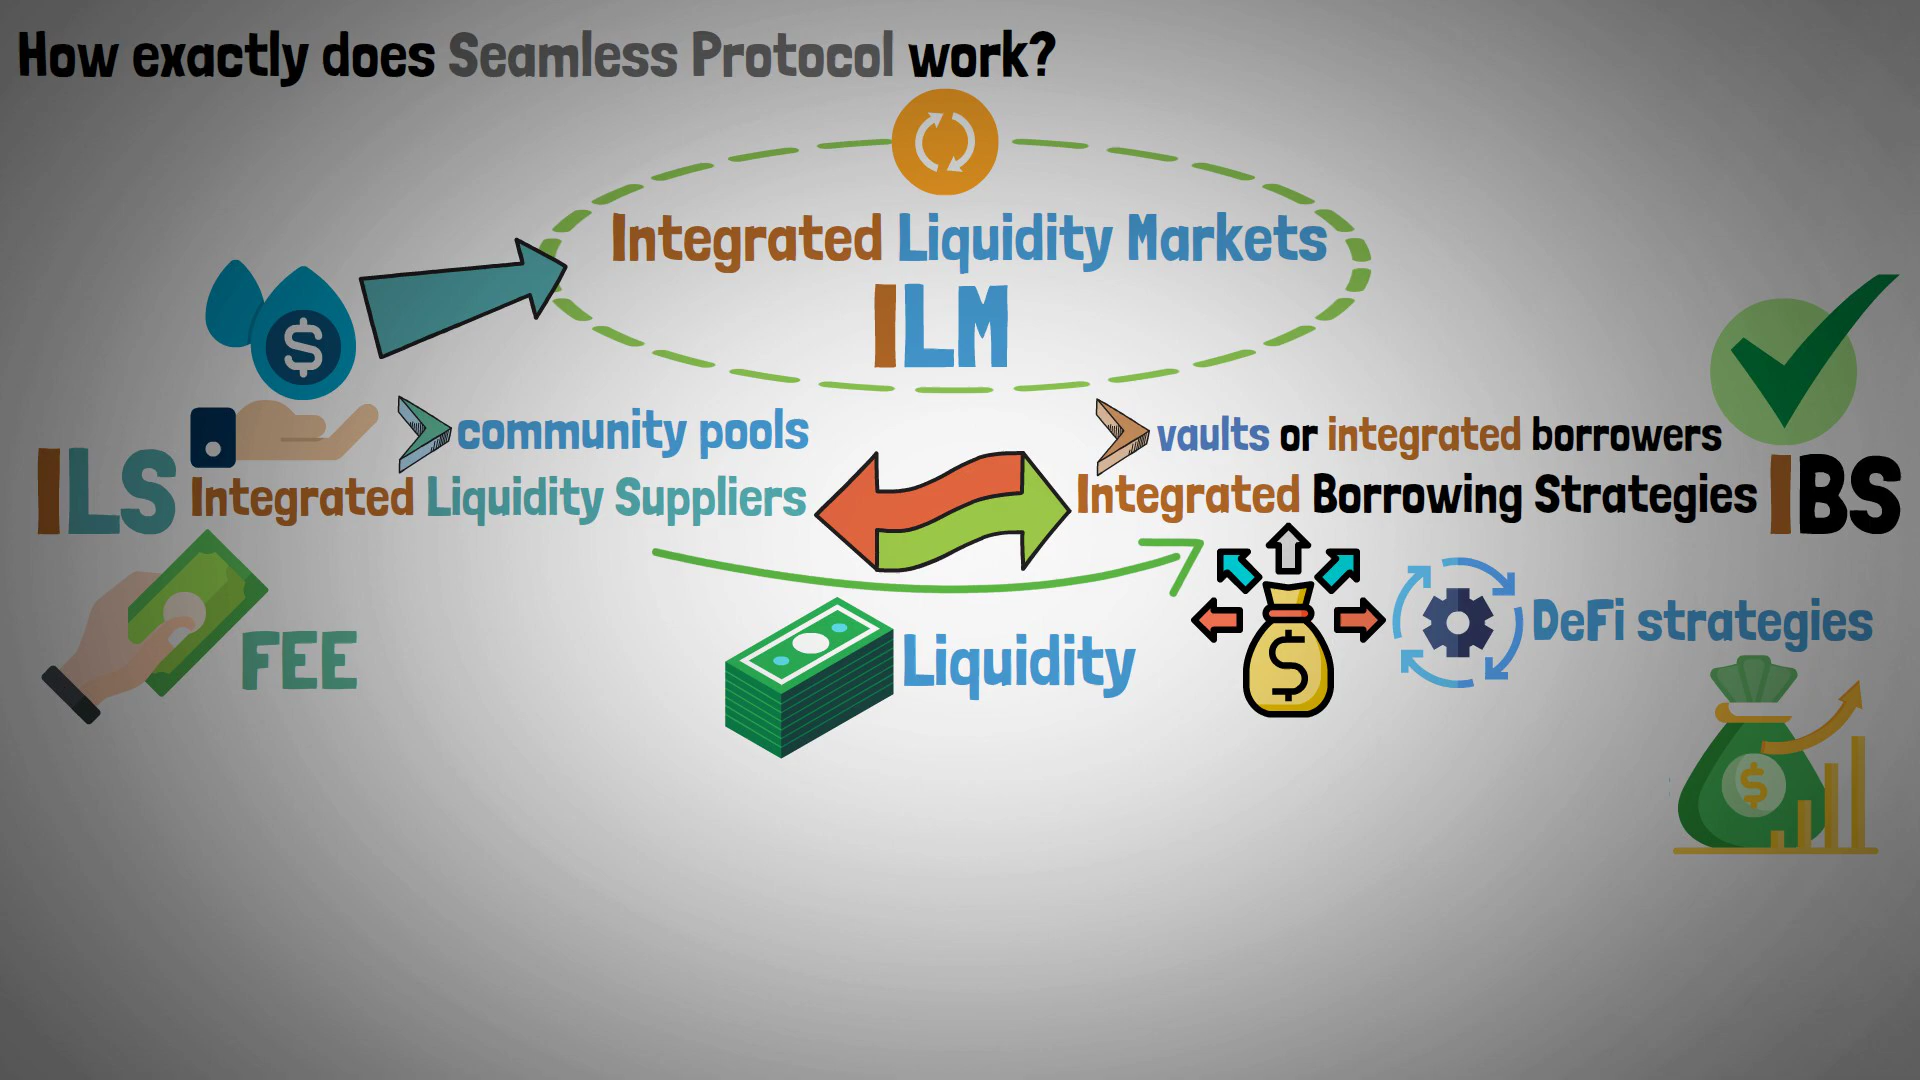 How exactly does Seamless Protocol work?
Integrated Liquidity Markets
ILM
community pools
vaults or integrated borrowers
ILS Integrated Liquidity Suppliers
Integrated Borrowing Strategies IBS
FEE
Liquidity
DeFi strategies